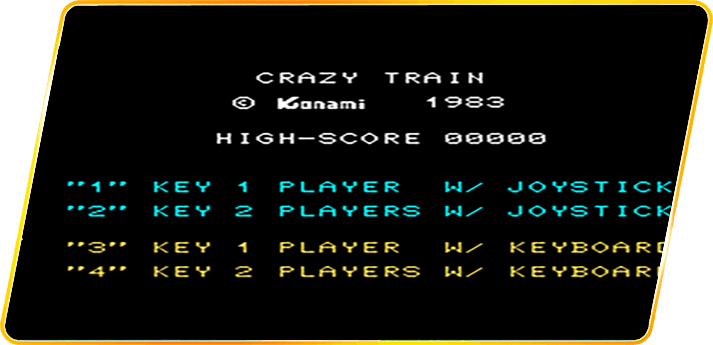 CRAZY TRAIN
© Konami 1983
HIGH-SCORE 00000
"1" KEY 1 PLAYER W/ JOYSTICK
"2" KEY 2 PLAYERS W/ JOYSTICK
"3" KEY 1 PLAYER W/ KEYBOARD
"4" KEY 2 PLAYERS W/ KEYBOARD